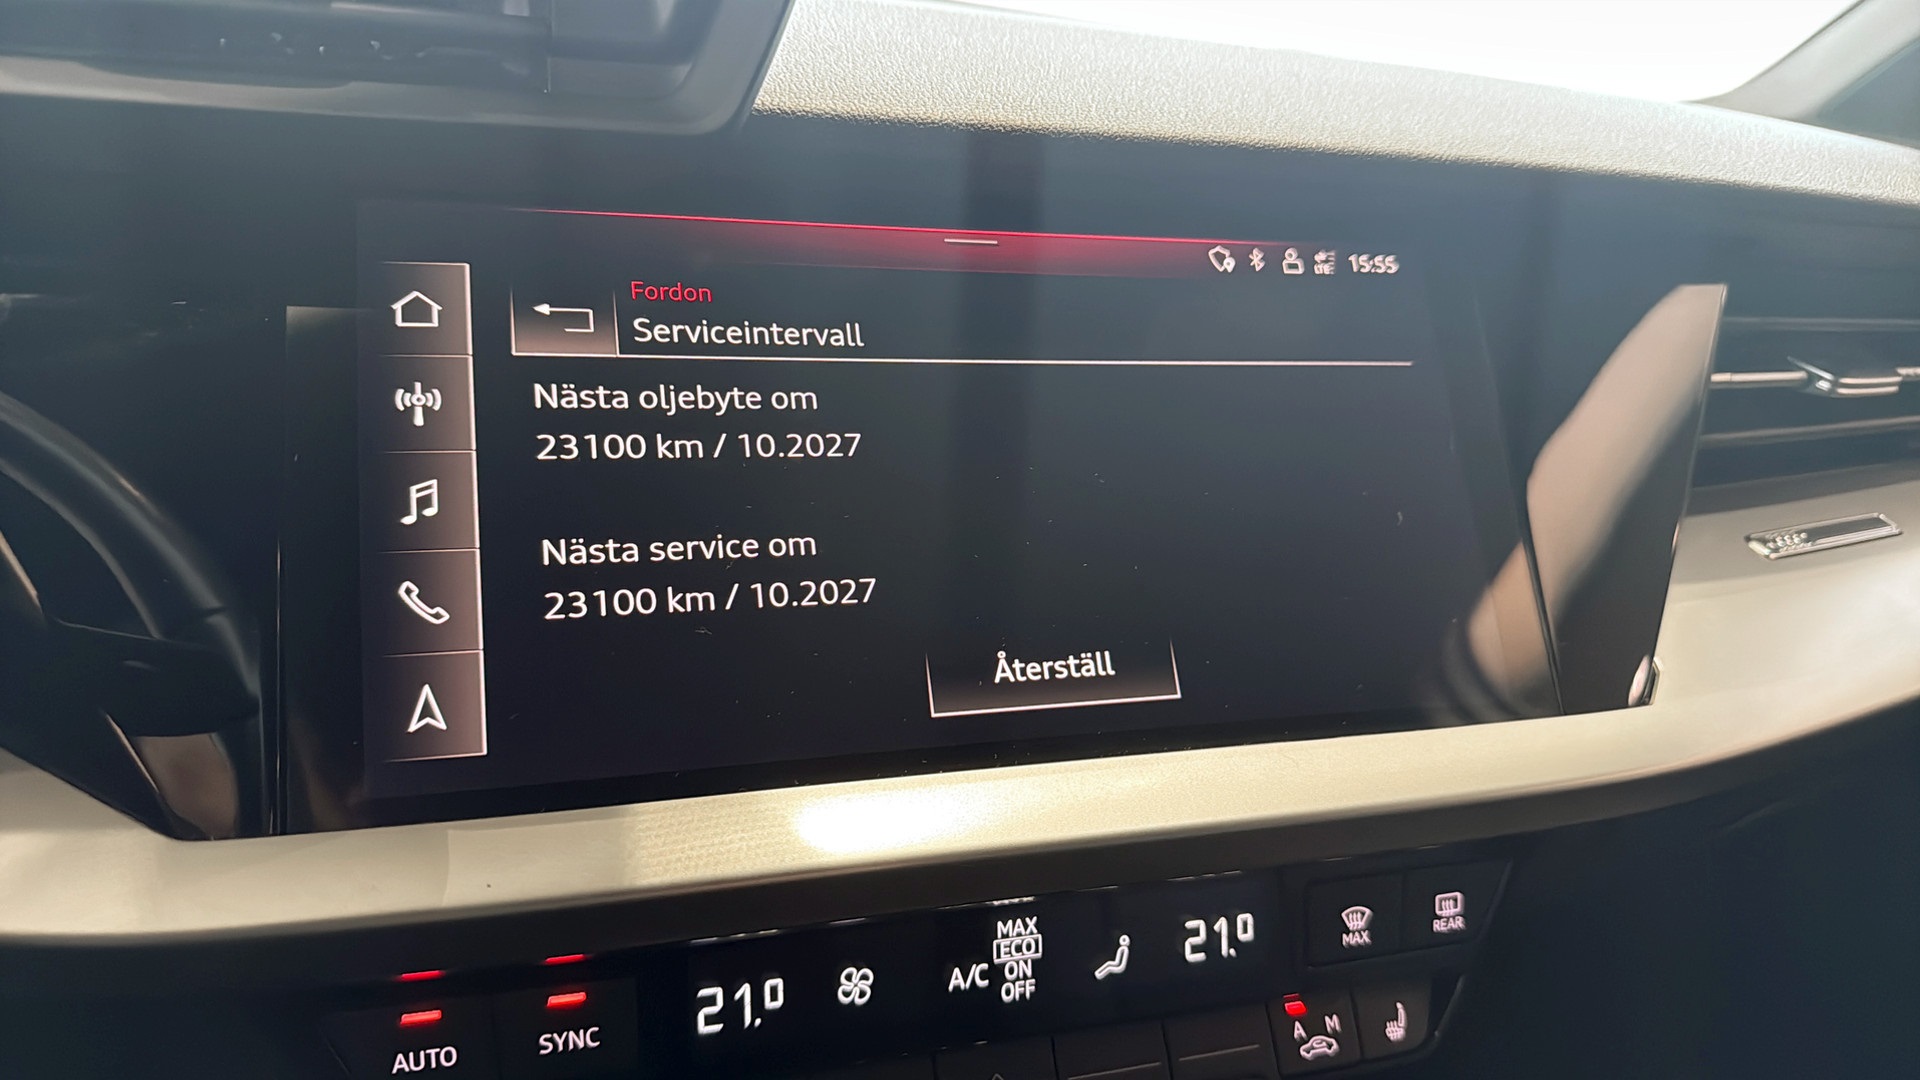 15:55
LTE
Fordon
Serviceintervall
Nästa oljebyte om
23100 km / 10.2027
Nästa service om
23100 km / 10.2027
Återställ
AUTO
SYNC
21.0
A/C
MAX
ECO
ON
OFF
21.0
MAX
REAR
A M